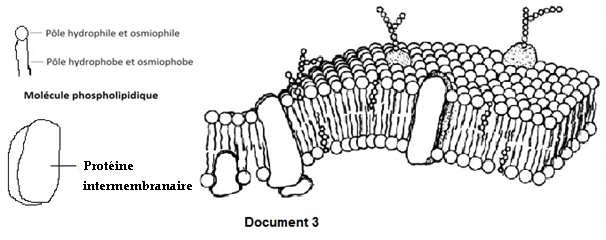 Pôle hydrophile et osmiophile
Pôle hydrophobe et osmiophobe
Molécule phospholipidique
Protéine
intermembranaire
Document 3